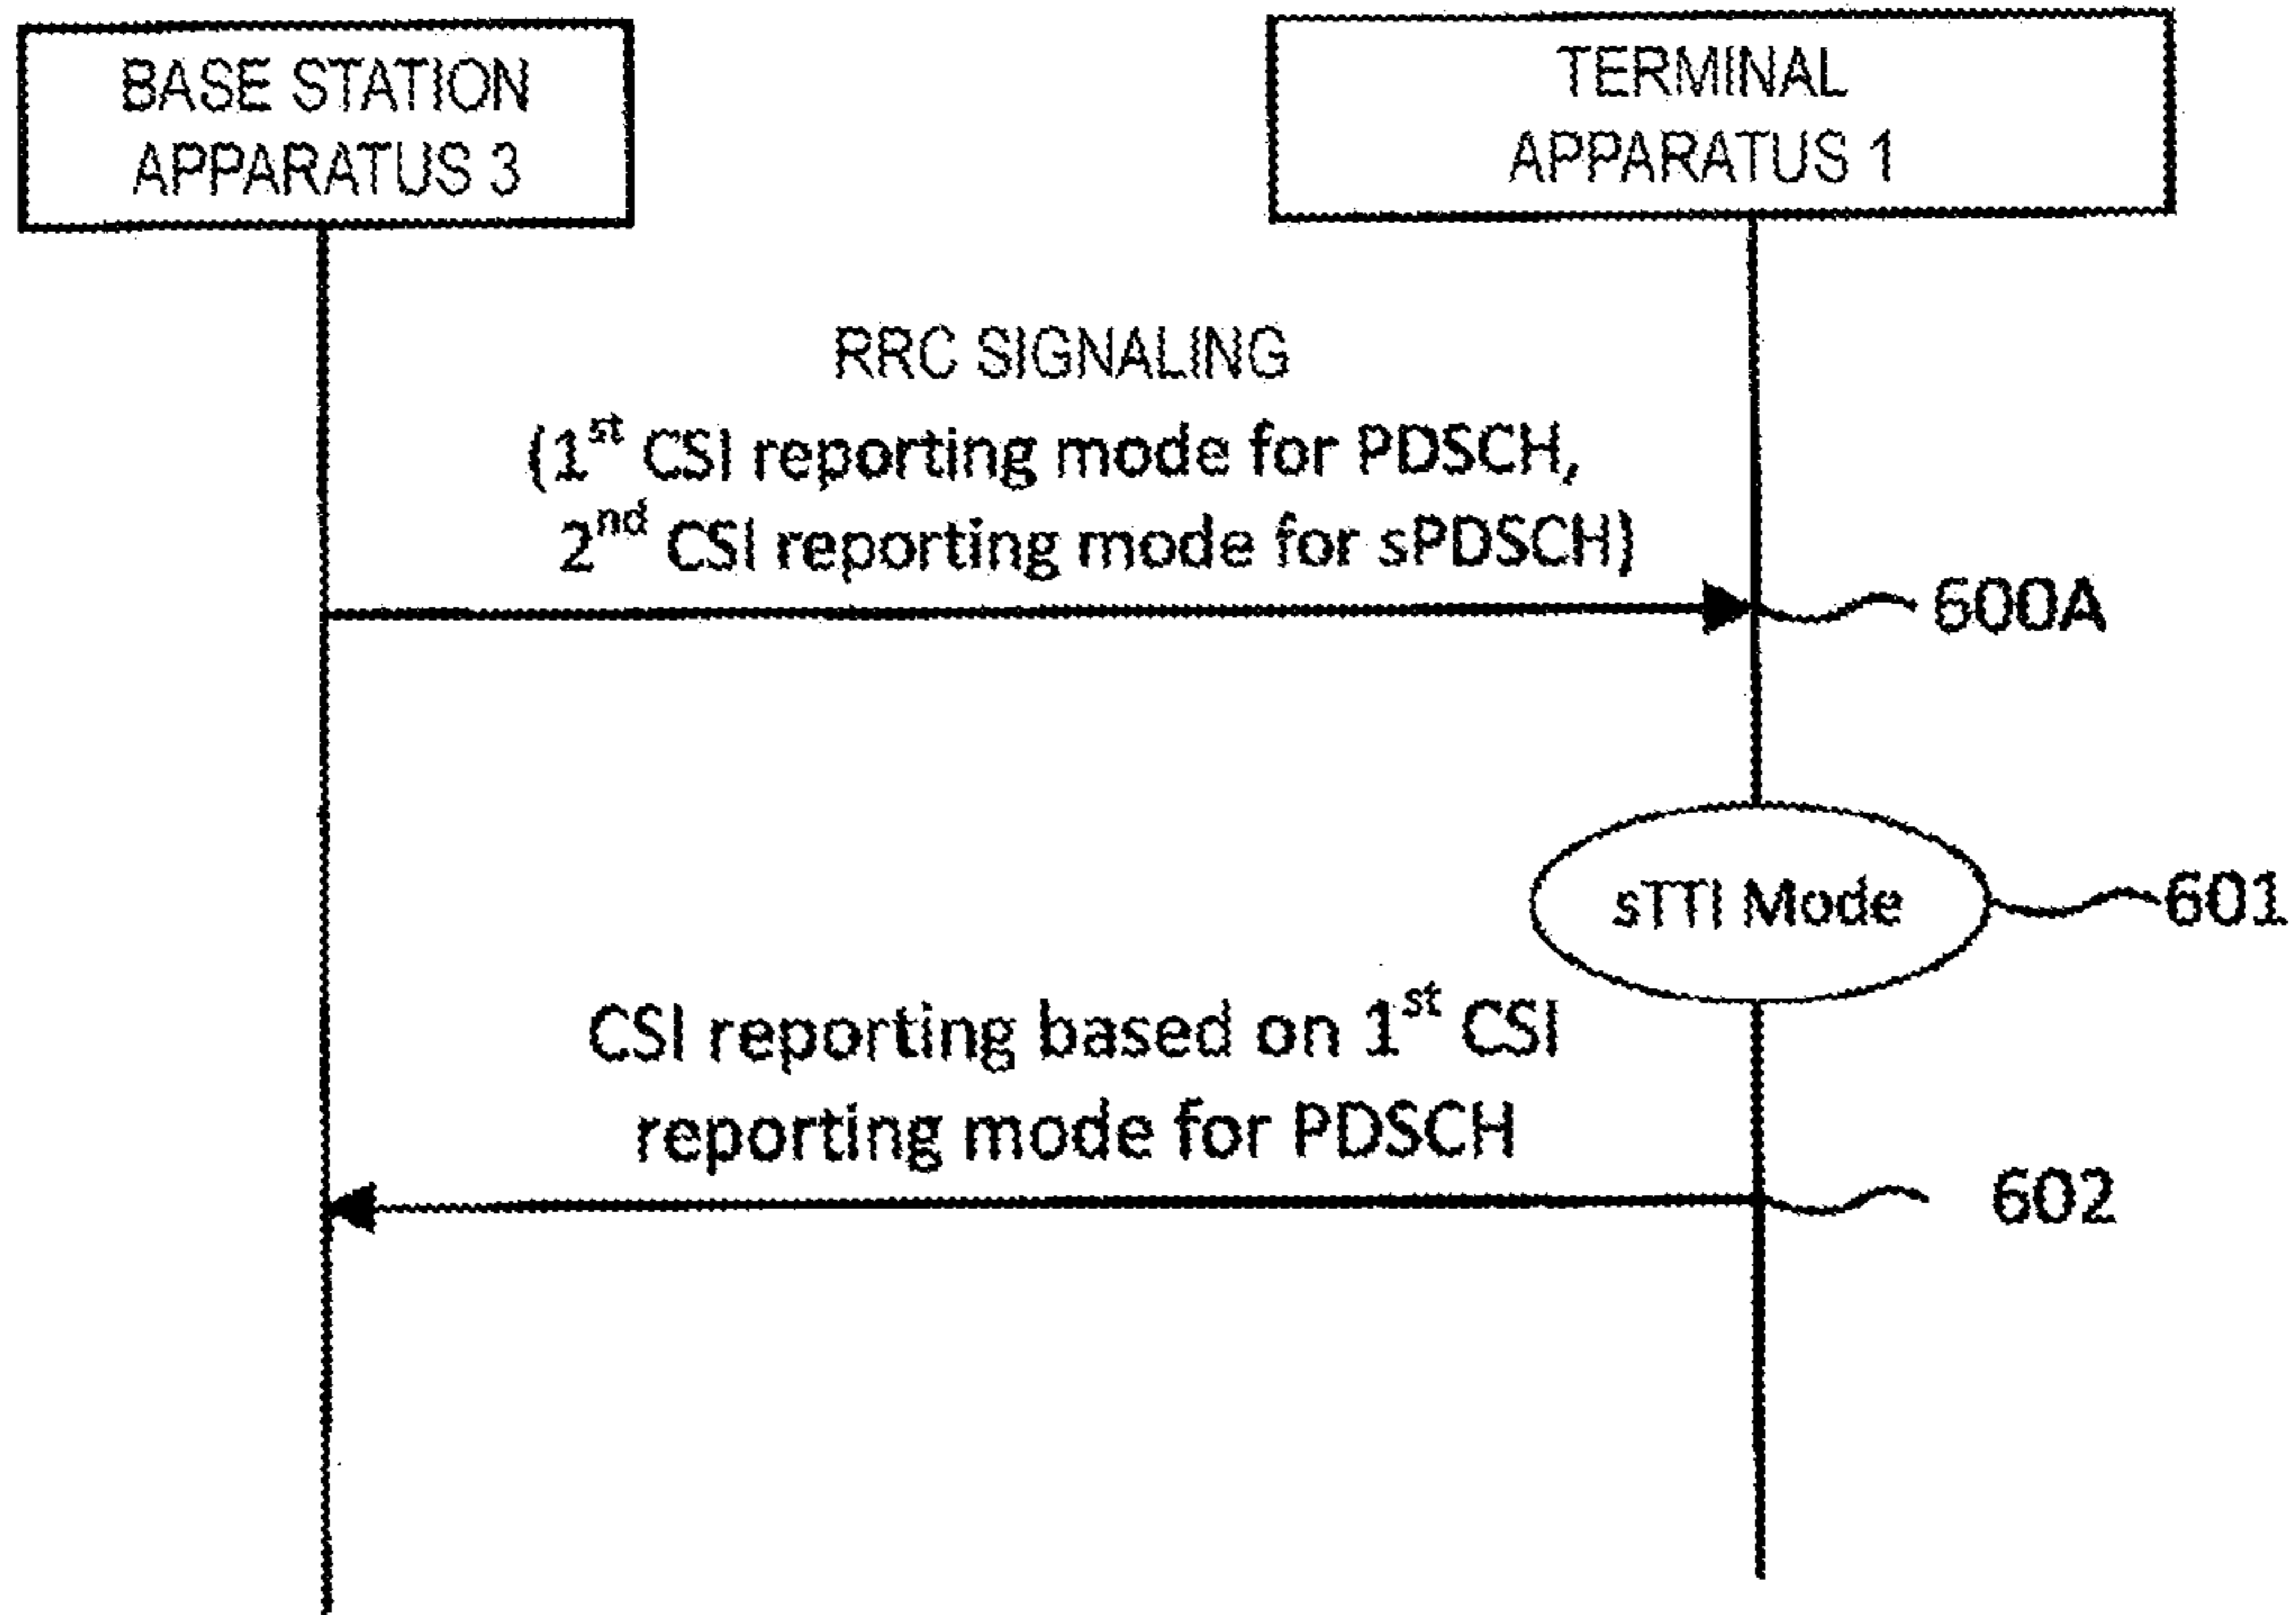 BASE STATION
APPARATUS 3
TERMINAL
APPARATUS 1
RRC SIGNALING
(1st CSI reporting mode for PDSCH,
2nd CSI reporting mode for sPDSCH)
600A
sTTI Mode
601
CSI reporting based on 1st CSI
reporting mode for PDSCH
602